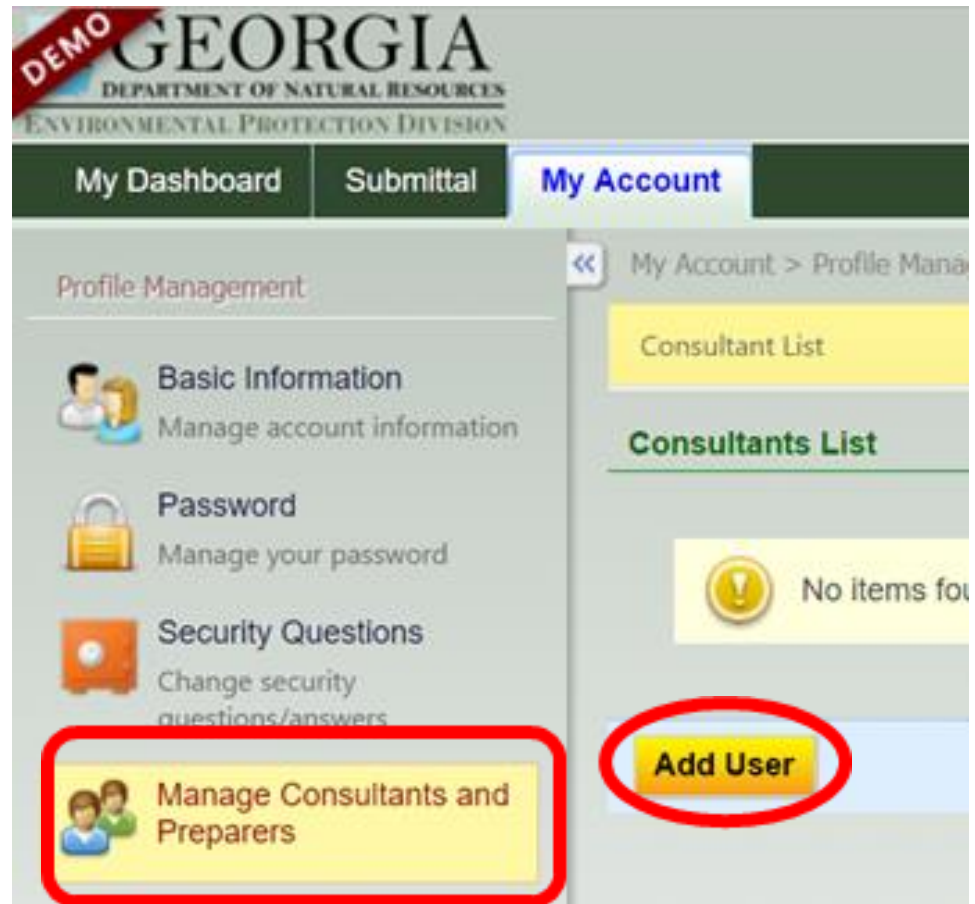 DEMO
GEORGIA
DEPARTMENT OF NATURAL RESOURCES
ENVIRONMENTAL PROTECTION DIVISION
My Dashboard Submittal My Account
Profile Management
« My Account > Profile
Basic Information
Manage account information
Password
Manage your password
Security Questions
Change security
questions/answers
Manage Consultants and
Preparers
Consultant List
Consultants List
No items
Add User